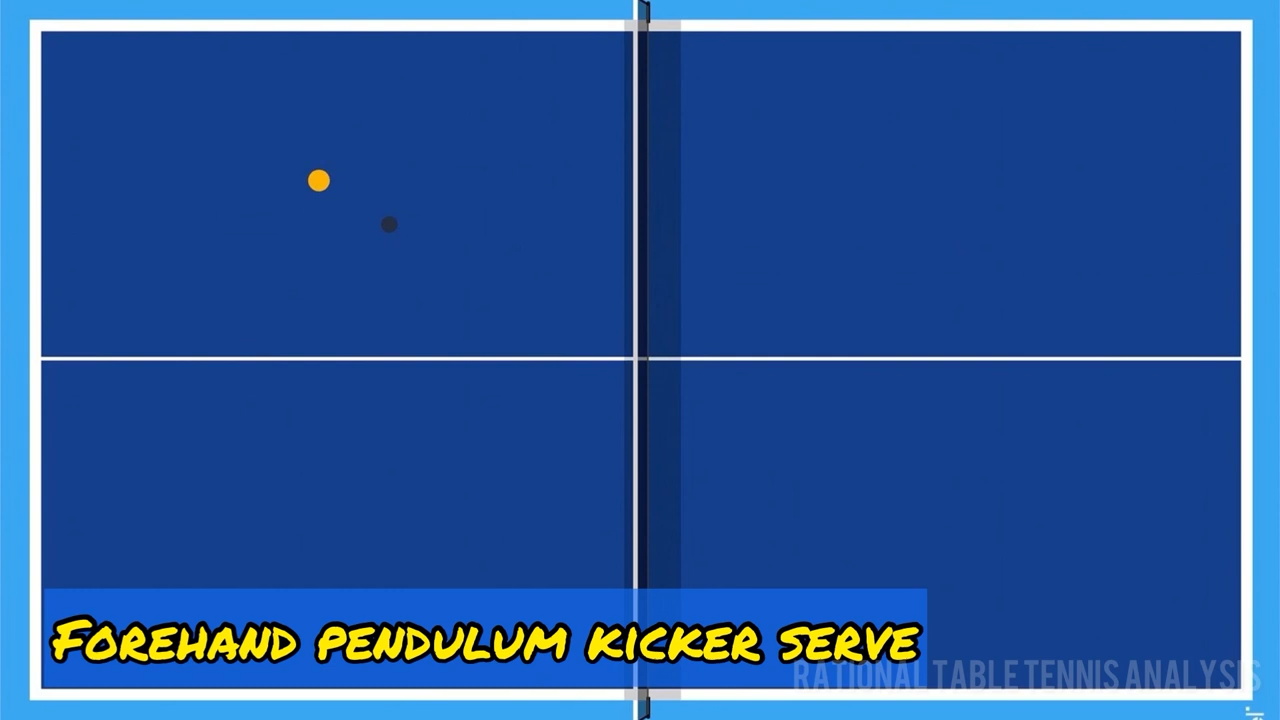 FOREHAND PENDULUM KICKER SERVE
RATIONAL TABLE TENNIS ANALYSIS